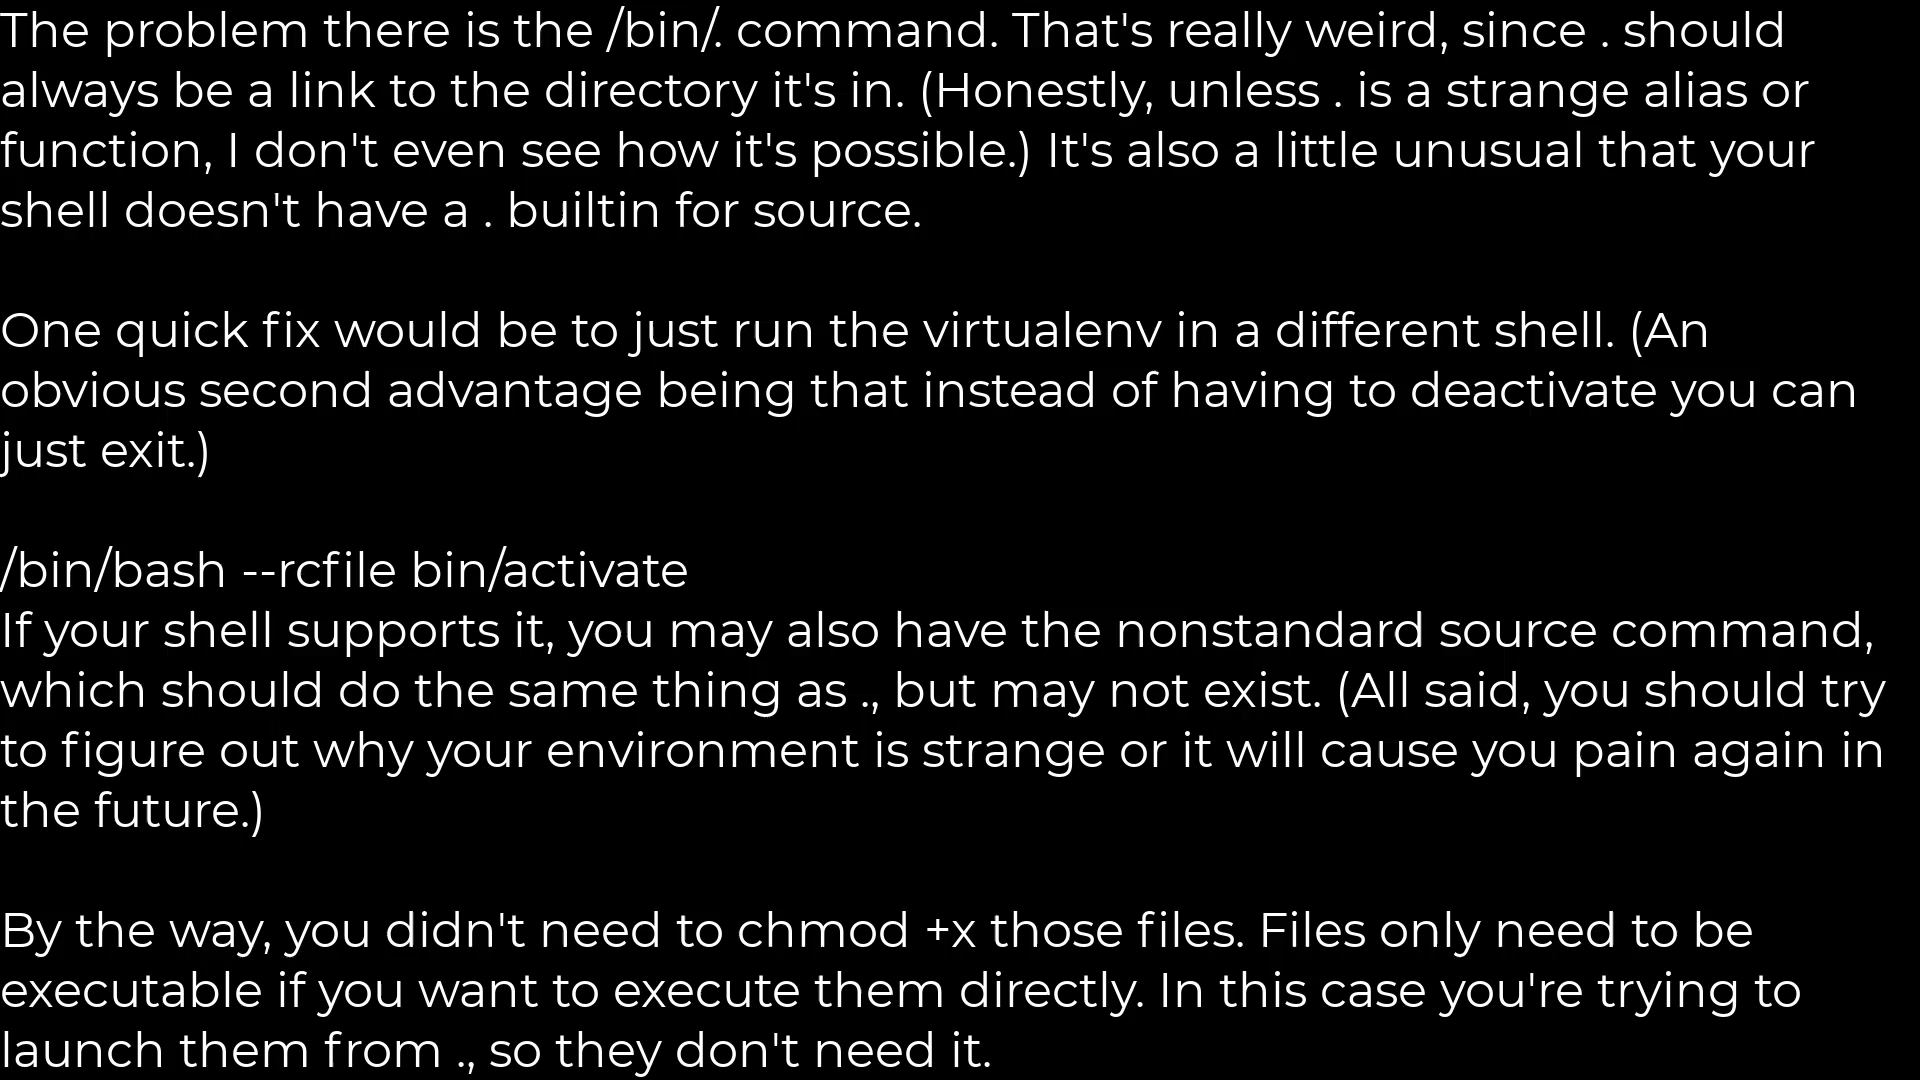 The problem there is the /bin/. command. That's really weird, since . should
always be a link to the directory it's in. (Honestly, unless . is a strange alias or
function, I don't even see how it's possible.) It's also a little unusual that your
shell doesn't have a . builtin for source.
One quick fix would be to just run the virtualenv in a different shell. (An
obvious second advantage being that instead of having to deactivate you can
just exit.)
/bin/bash --rcfile bin/activate
If your shell supports it, you may also have the nonstandard source command,
which should do the same thing as ., but may not exist. (All said, you should try
to figure out why your environment is strange or it will cause you pain again in
the future.)
By the way, you didn't need to chmod +x those files. Files only need to be
executable if you want to execute them directly. In this case you're trying to
launch them from ., so they don't need it.